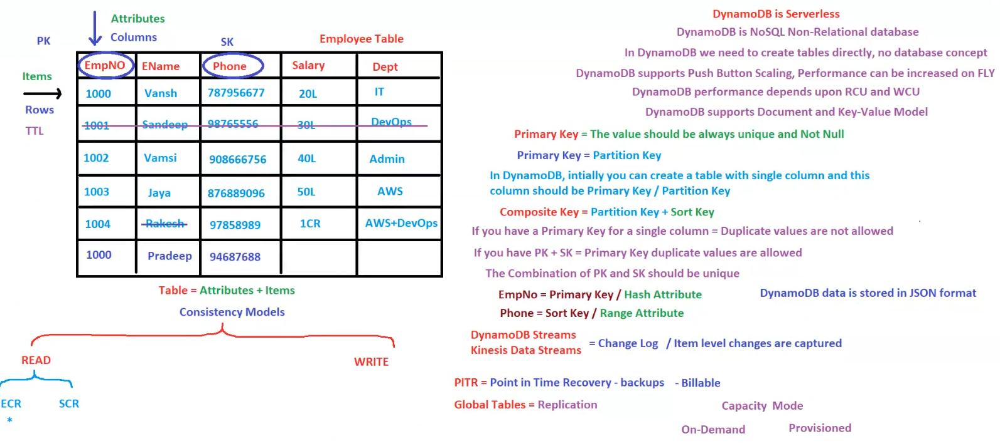 Attributes
Columns
PK
SK
Employee Table
EmpNO EName Phone Salary Dept
Items
1000 Vansh 787956677 20L IT
Rows
TTL
1001 Sandeep 98765556 30L DevOps
1002 Vamsi 908666756 40L Admin
1003 Jaya 876889096 50L AWS
1004 Rakesh 97858989 1CR AWS+DevOps
1000 Pradeep 94687688
Table = Attributes + Items
Consistency Models
READ
WRITE
ECR
SCR
*
DynamoDB is Serverless
DynamoDB is NoSQL Non-Relational database
In DynamoDB we need to create tables directly, no database concept
DynamoDB supports Push Button Scaling, Performance can be increased on FLY
DynamoDB performance depends upon RCU and WCU
DynamoDB supports Document and Key-Value Model
Primary Key = The value should be always unique and Not Null
Primary Key = Partition Key
In DynamoDB, intially you can create a table with single column and this
column should be Primary Key / Partition Key
Composite Key = Partition Key + Sort Key
If you have a Primary Key for a single column = Duplicate values are not allowed
If you have PK + SK = Primary Key duplicate values are allowed
The Combination of PK and SK should be unique
EmpNo = Primary Key / Hash Attribute
DynamoDB data is stored in JSON format
Phone = Sort Key / Range Attribute
DynamoDB Streams
Kinesis Data Streams
= Change Log / Item level changes are captured
PITR = Point in Time Recovery - backups - Billable
Global Tables = Replication
Capacity Mode
On-Demand
Provisioned